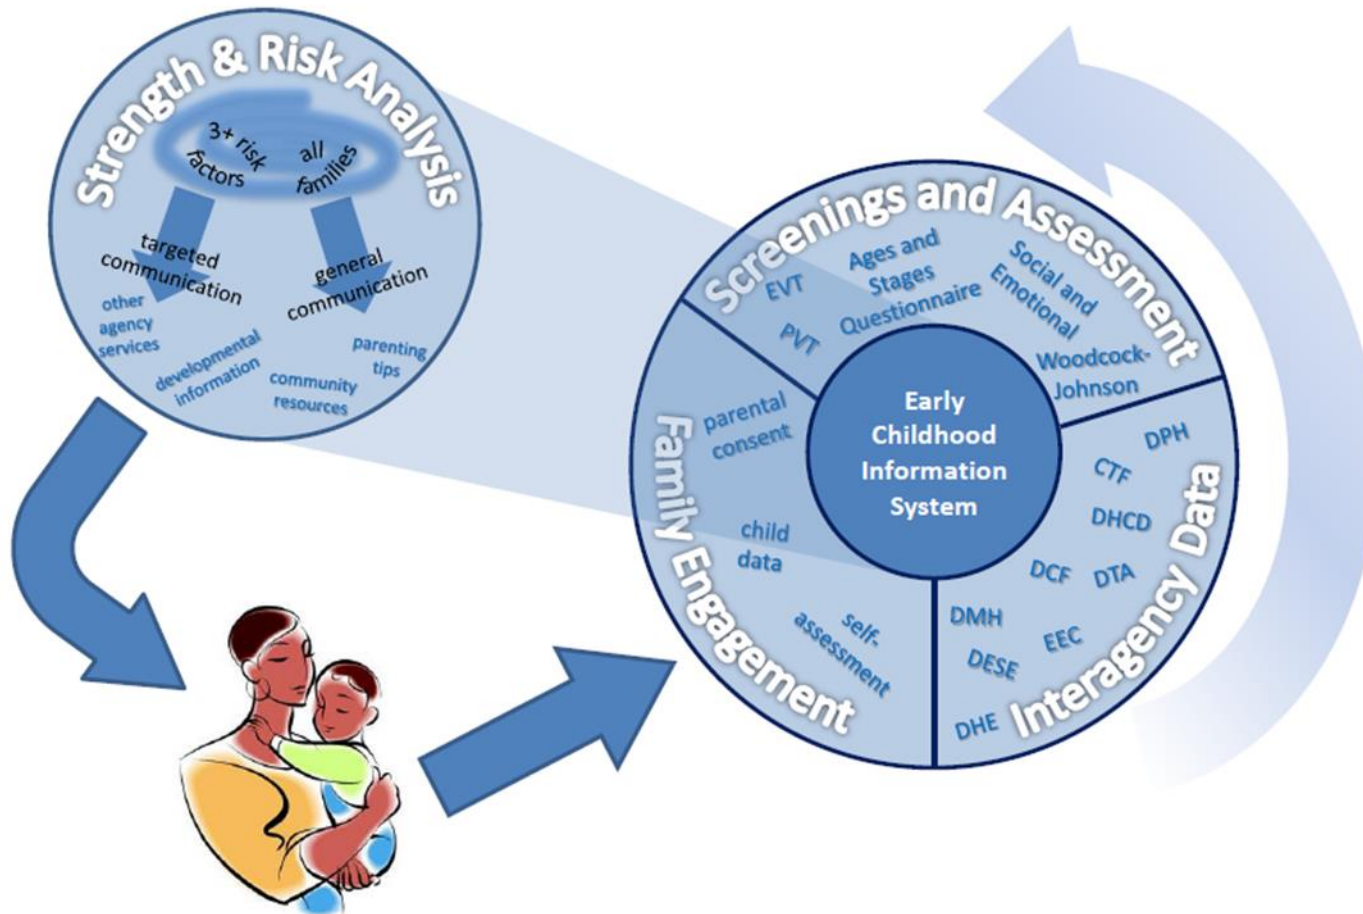 Strength & Risk Analysis
3+ risk
factors
all
families
targeted
communication
general
communication
other
agency
services
developmental
information
community
resources
parenting
tips
Screenings and Assessment
EVT
PVT
Ages and
Stages
Questionnaire
Social and
Emotional
Woodcock-
Johnson
Early
Childhood
Information
System
Family Engagement
parental
consent
child
data
self-
assessment
Interagency Data
DPH
CTF
DHCD
DCF
DTA
DMH
EEC
DESE
DHE